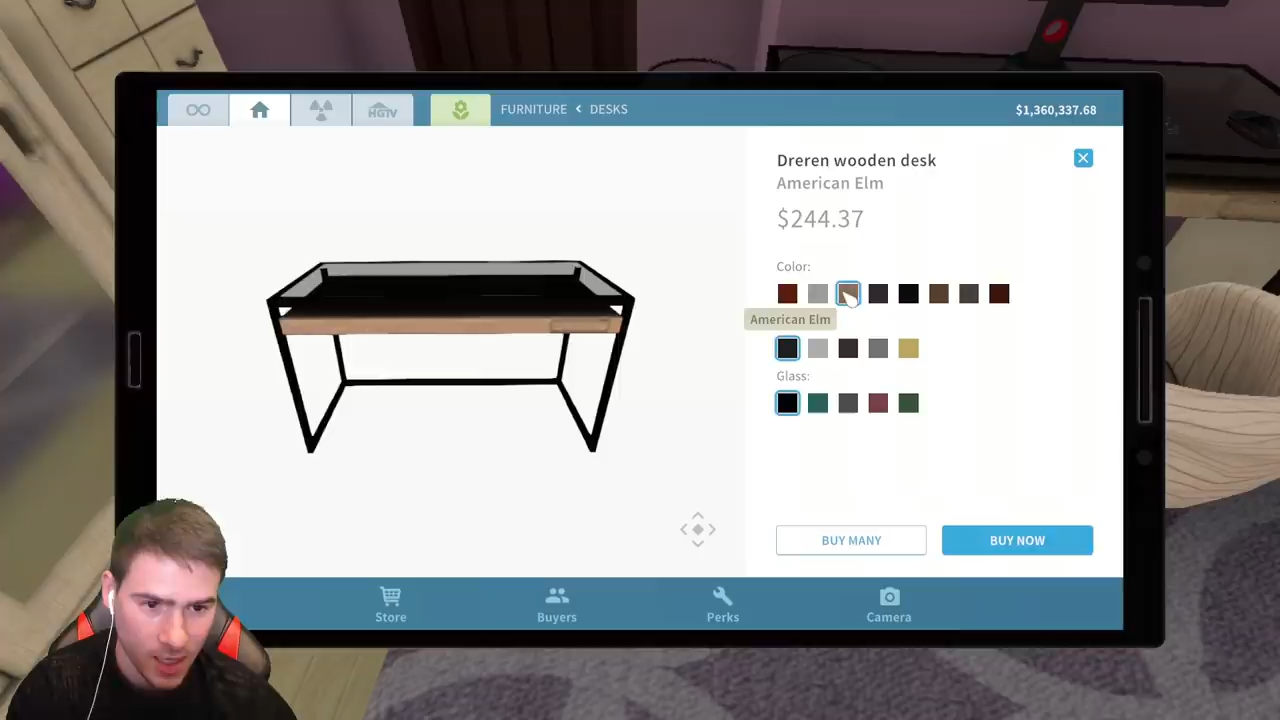 HGTV
FURNITURE < DESKS
$1,360,337.68
Dreren wooden desk
American Elm
$244.37
Color:
American Elm
Glass:
BUY MANY
BUY NOW
Store
Buyers
Perks
Camera